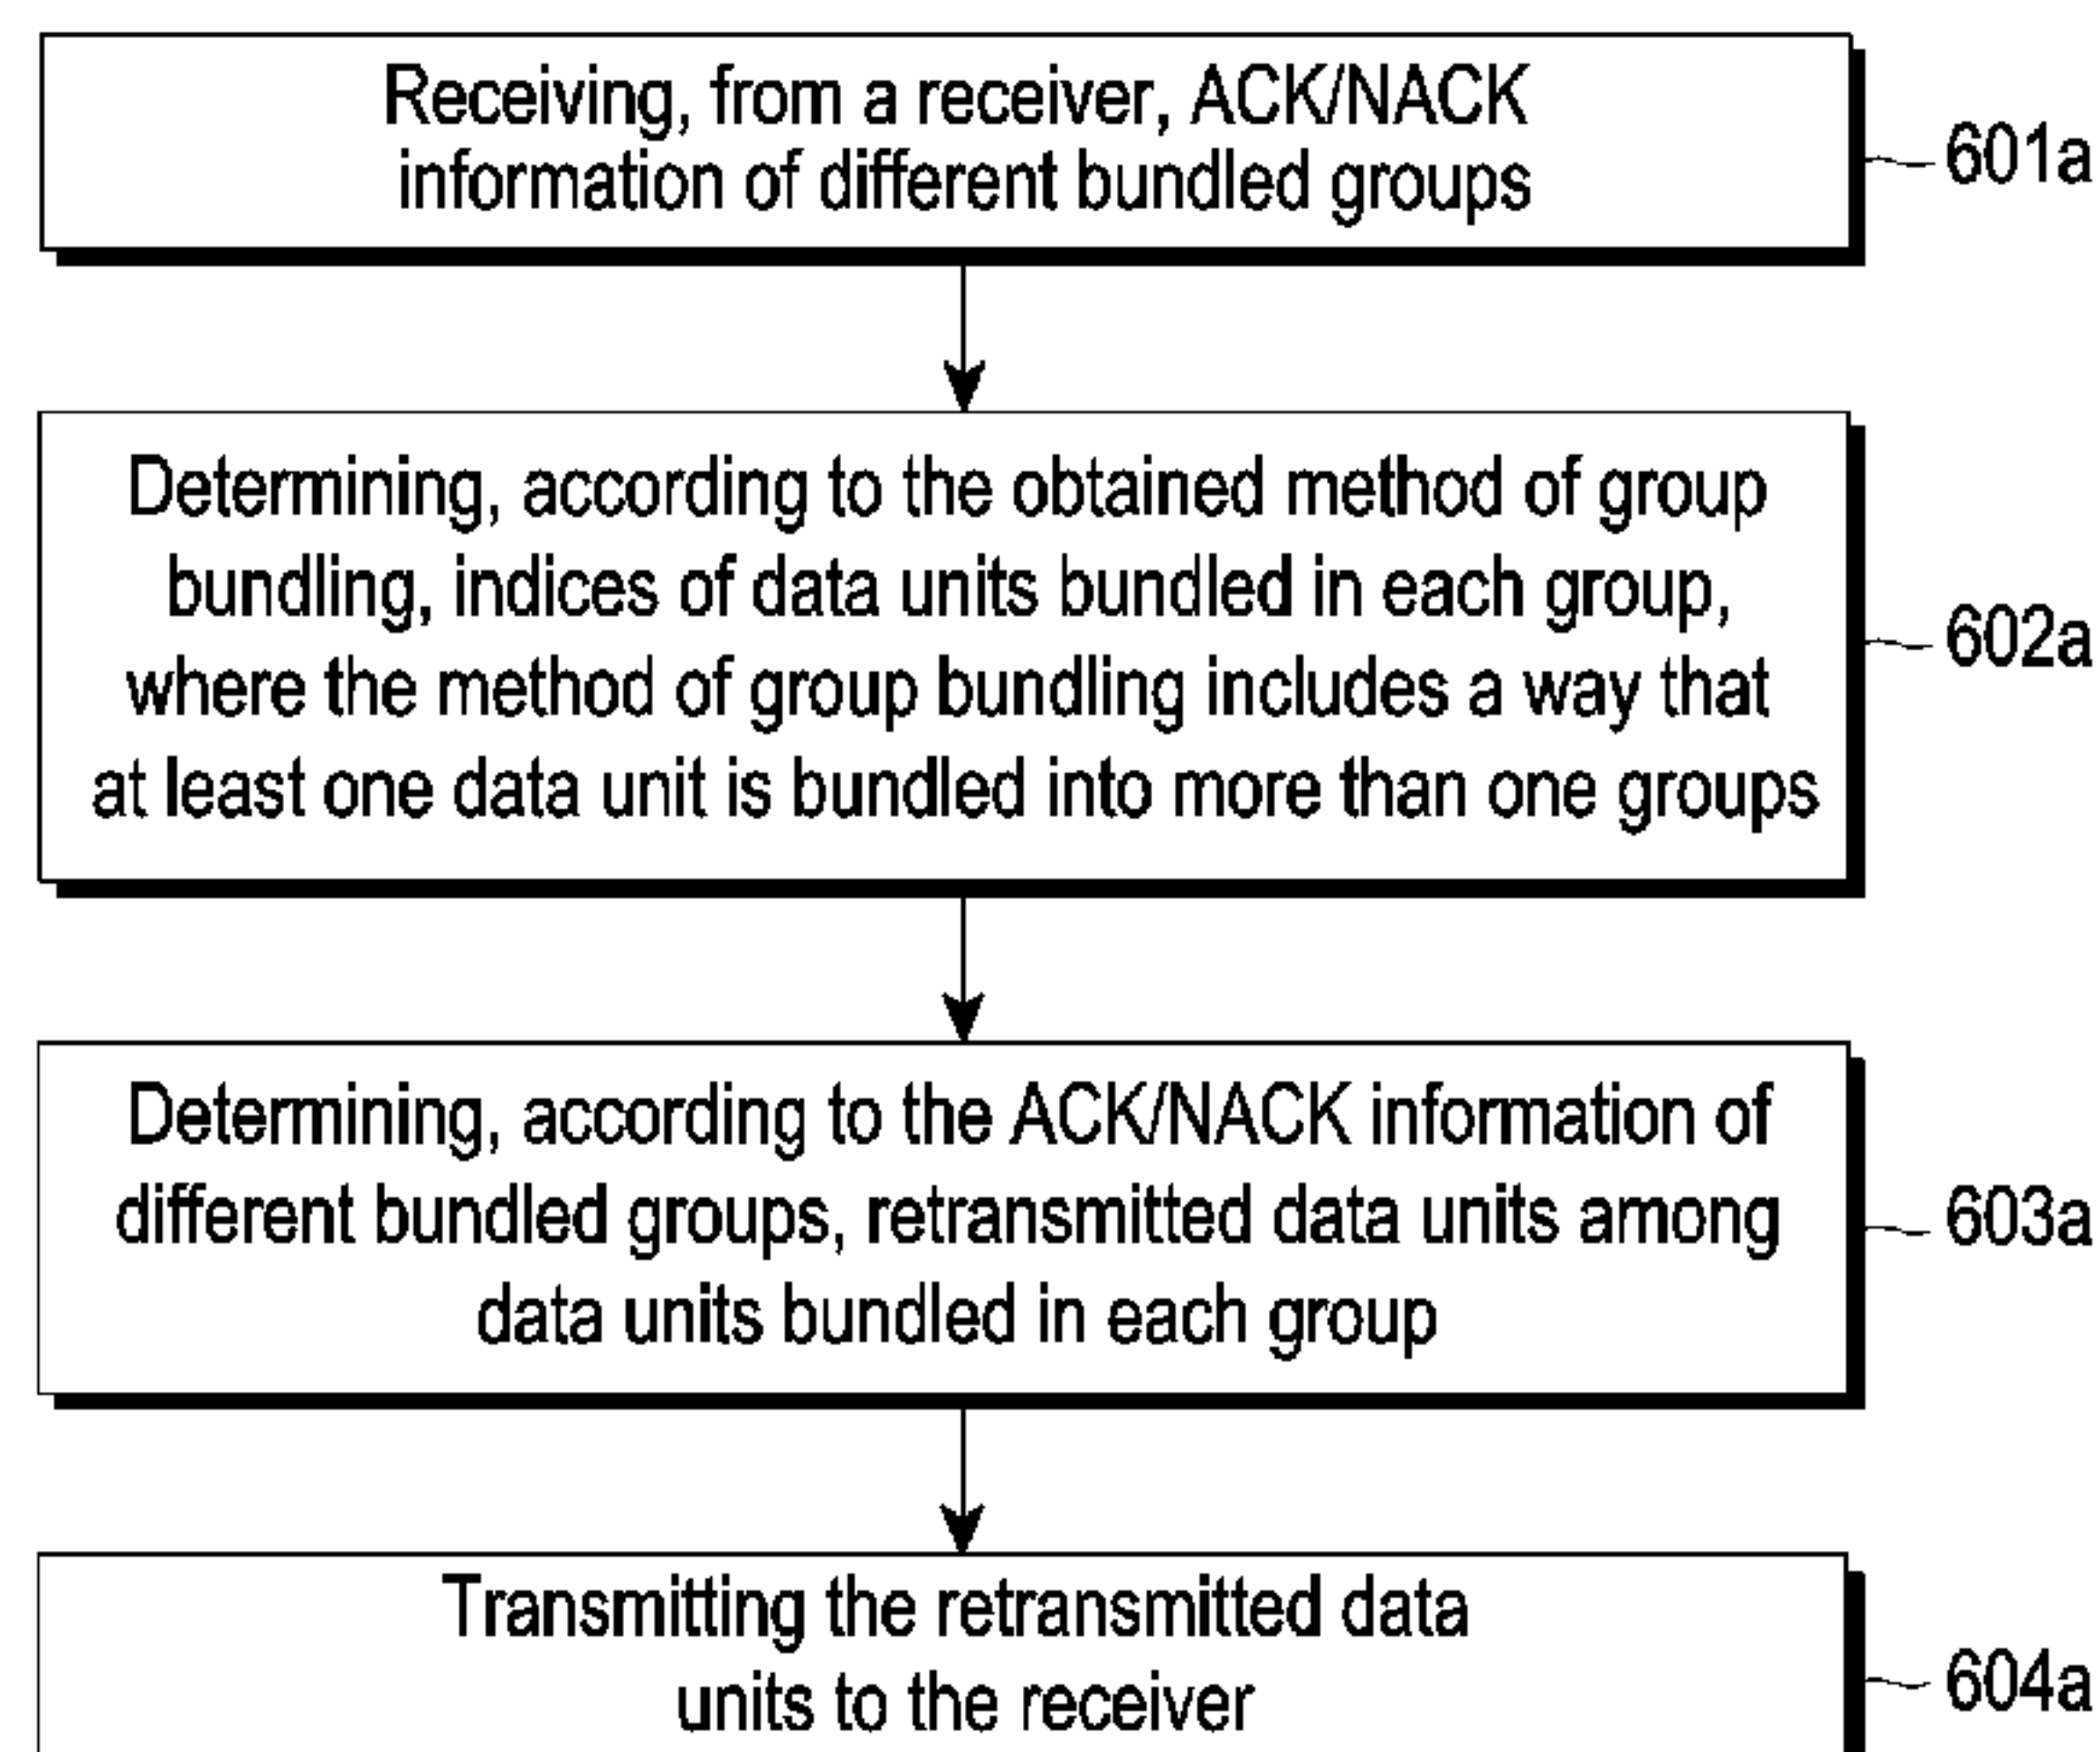 Receiving, from a receiver, ACK/NACK
information of different bundled groups
601a
Determining, according to the obtained method of group
bundling, indices of data units bundled in each group,
where the method of group bundling includes a way that
at least one data unit is bundled into more than one groups
602a
Determining, according to the ACK/NACK information of
different bundled groups, retransmitted data units among
data units bundled in each group
603a
Transmitting the retransmitted data
units to the receiver
604a